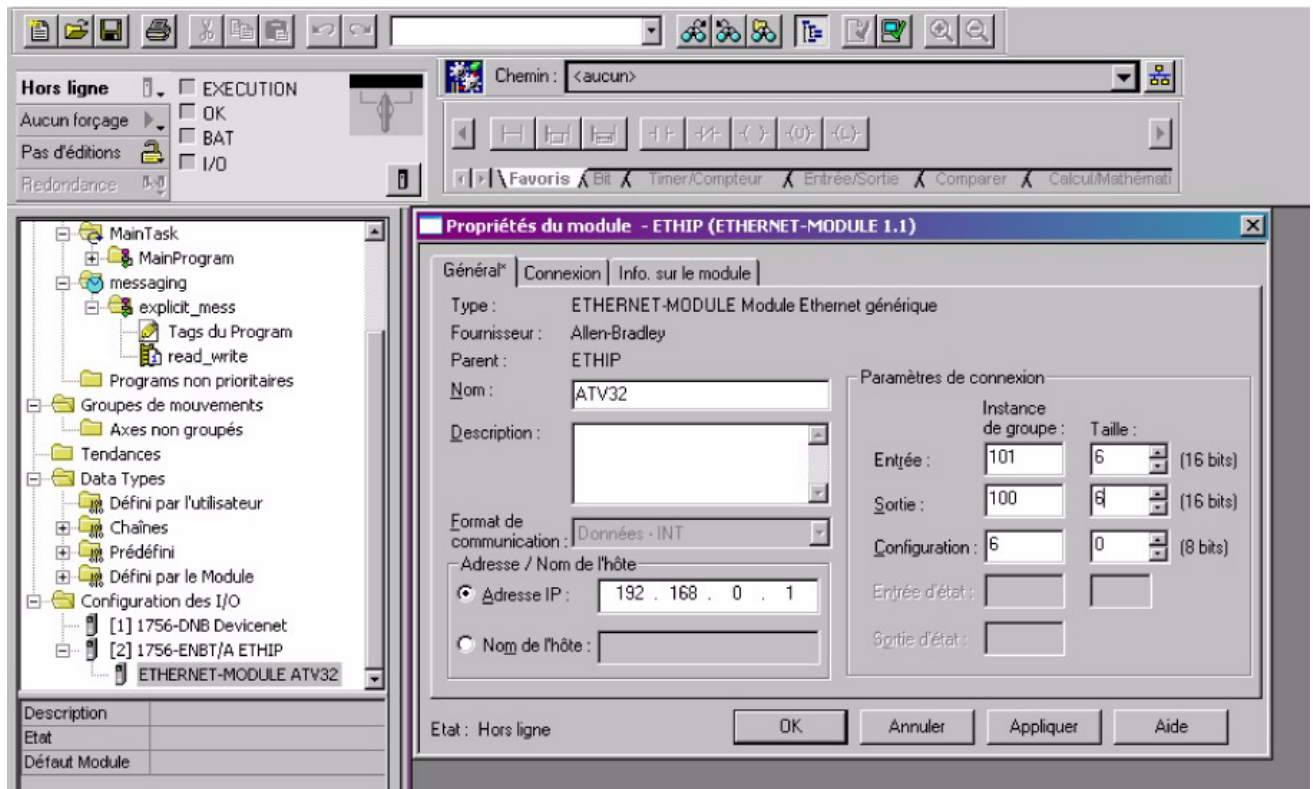 Chemin : <aucun>
Hors ligne
EXECUTION
Aucun forçage
OK
Pas d'éditions
BAT
Redondance
I/O
Favoris Bit Timer/Compteur Entrée/Sortie Comparer Calcul/Mathémati
MainTask
MainProgram
messaging
explicit_mess
Tags du Program
read_write
Programs non prioritaires
Groupes de mouvements
Axes non groupés
Tendances
Data Types
Défini par l'utilisateur
Chaînes
Prédéfini
Défini par le Module
Configuration des I/O
[1] 1756-DNB Devicenet
[2] 1756-ENBT/A ETHIP
ETHERNET-MODULE ATV32
Description
Etat
Défaut Module
Propriétés du module - ETHIP (ETHERNET-MODULE 1.1)
Général* Connexion Info. sur le module
Type : ETHERNET-MODULE Module Ethernet générique
Fournisseur : Allen-Bradley
Parent : ETHIP
Nom : ATV32
Description :
Format de
communication : Données - INT
Adresse / Nom de l'hôte
Adresse IP : 192 . 168 . 0 . 1
Nom de l'hôte :
Paramètres de connexion
Instance
de groupe : Taille :
Entrée : 101 6 (16 bits)
Sortie : 100 6 (16 bits)
Configuration : 6 0 (8 bits)
Entrée d'état :
Sortie d'état :
Etat : Hors ligne
OK Annuler Appliquer Aide